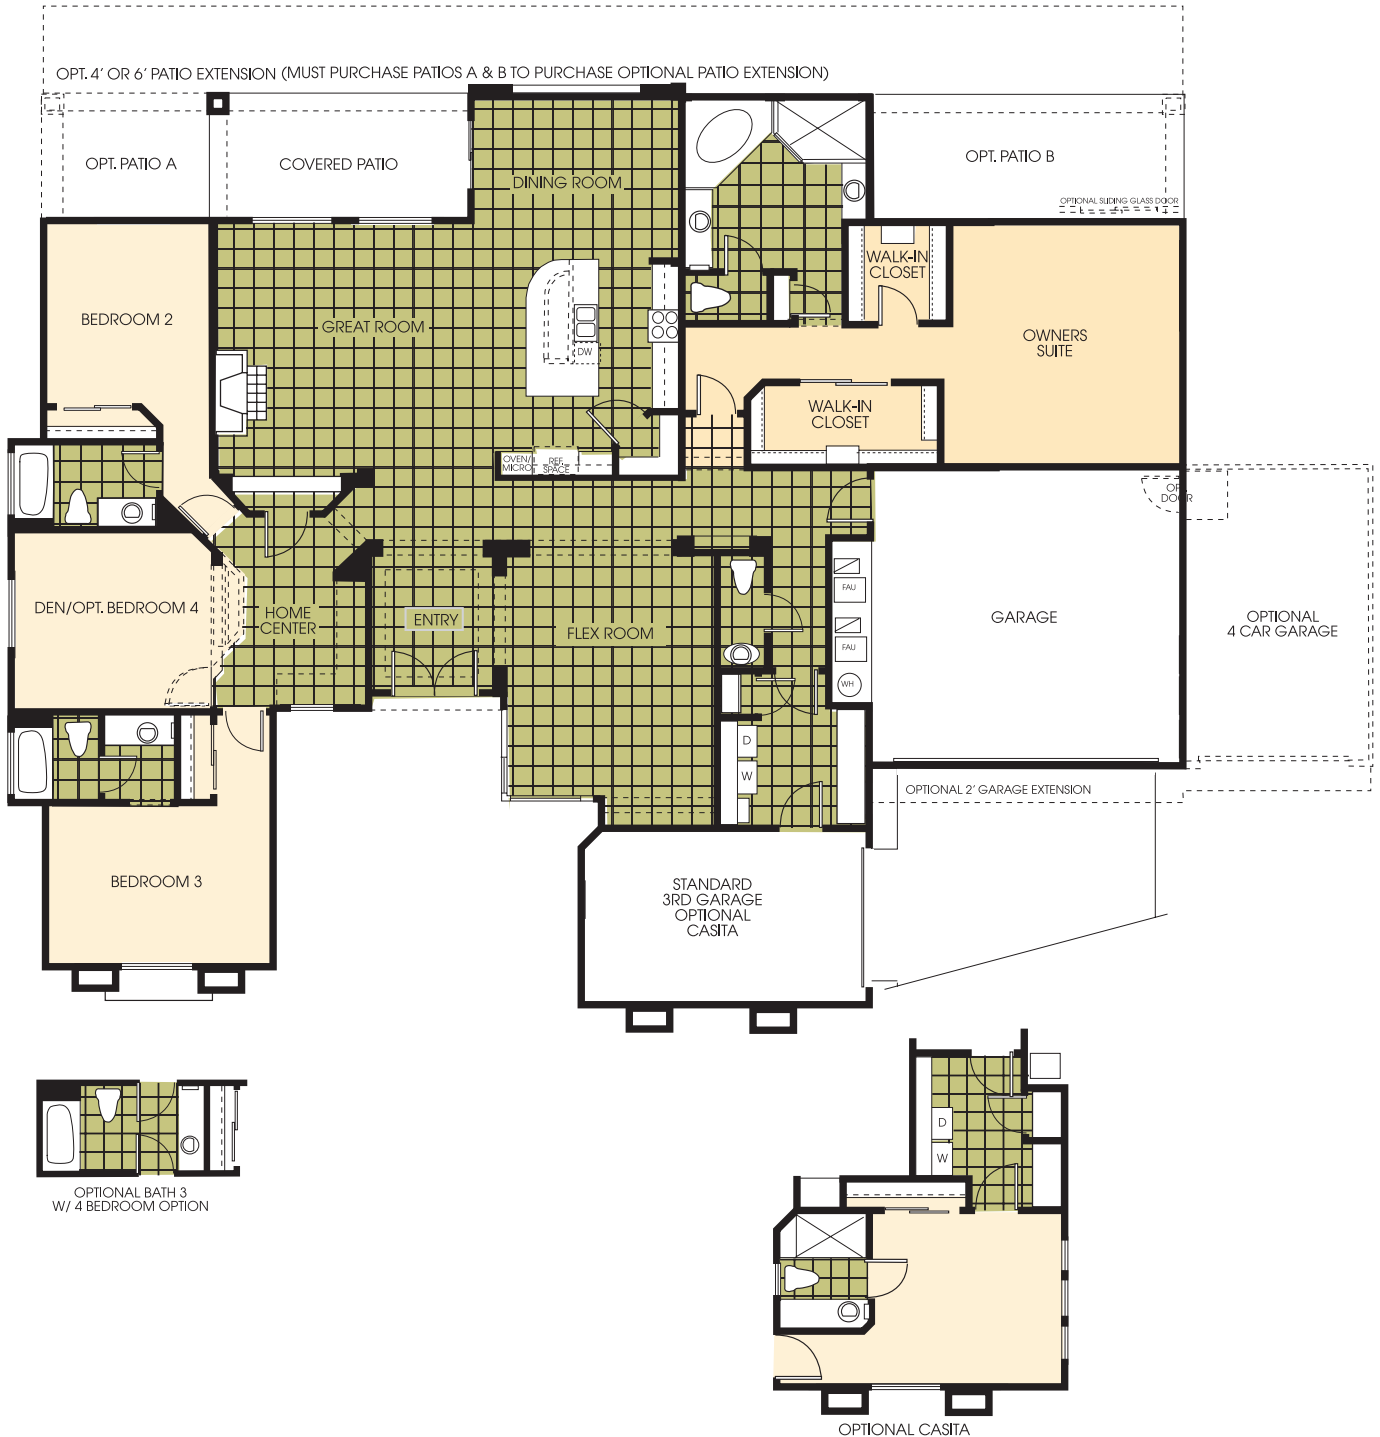 OPT. 4' OR 6' PATIO EXTENSION (MUST PURCHASE PATIOS A & B TO PURCHASE OPTIONAL PATIO EXTENSION)
OPT. PATIO A
COVERED PATIO
DINING ROOM
OPT. PATIO B
OPTIONAL SLIDING GLASS DOOR
BEDROOM 2
GREAT ROOM
DW
WALK-IN
CLOSET
OWNERS
SUITE
WALK-IN
CLOSET
OVEN/
MICRO
REF.
SPACE
OPT.
DOOR
DEN/OPT. BEDROOM 4
HOME
CENTER
ENTRY
FLEX ROOM
FAU
FAU
WH
GARAGE
OPTIONAL
4 CAR GARAGE
D
W
OPTIONAL 2' GARAGE EXTENSION
BEDROOM 3
STANDARD
3RD GARAGE
OPTIONAL
CASITA
OPTIONAL BATH 3
W/ 4 BEDROOM OPTION
D
W
OPTIONAL CASITA